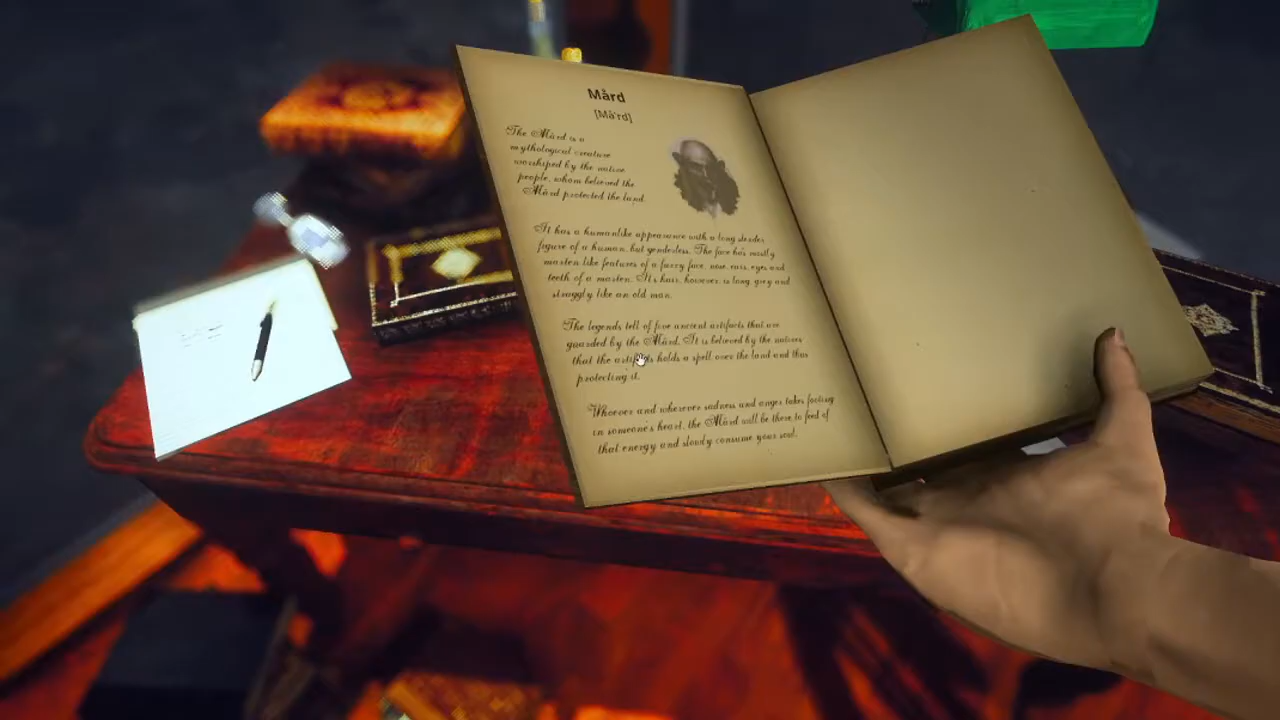 Mård
[Mä'rd]
The Mård is a
mythological creature
worshiped by the native
people, whom believed the
Mård protected the land.
It has a humanlike appearance with a long slender
figure of a human, but genderless. The face has mostly
marten like features of a furry face, nose, ears, eyes and
teeth of a marten. It's hair, however, is long, grey and
straggly like an old man.
The legends tell of five ancient artifacts that are
guarded by the Mård. It is believed by the natives
that the artifacts holds a spell over the land and thus
protecting it.
Whoever and wherever sadness and anger takes footing
in someone's heart, the Mård will be there to feed of
that energy and slowly consume your soul.